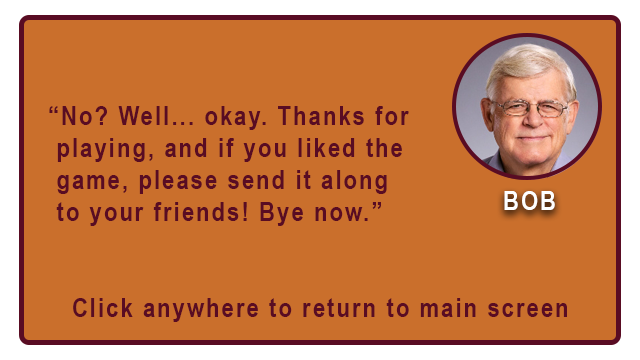 “No? Well... okay. Thanks for
playing, and if you liked the
game, please send it along
to your friends! Bye now.”
BOB
Click anywhere to return to main screen